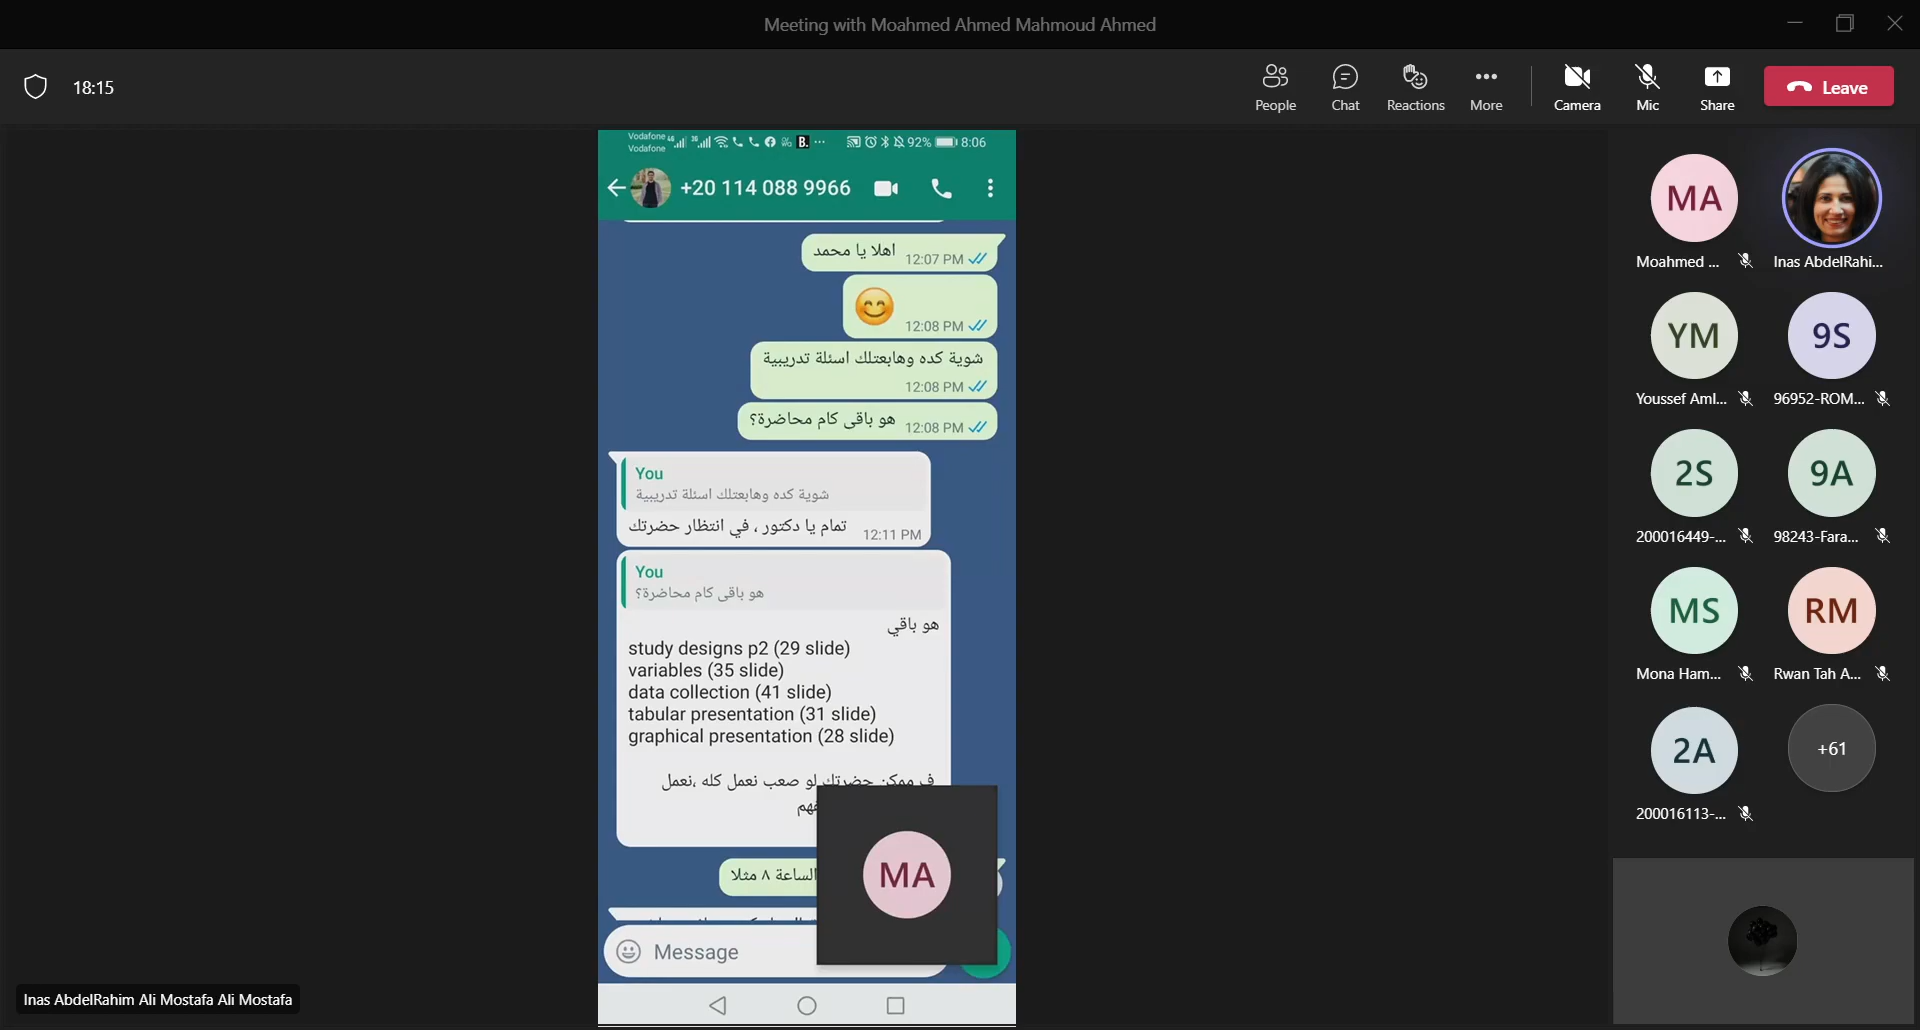 Meeting with Moahmed Ahmed Mahmoud Ahmed
18:15
People
Chat
Reactions
More
Camera
Mic
Share
Leave
Vodafone
Vodafone
4G
3G
B.
92%
8:06
+20 114 088 9966
اهلا يا محمد
12:07 PM
12:08 PM
شوية كده وهابعتلك اسئلة تدريبية
12:08 PM
هو باقى كام محاضرة؟
12:08 PM
You
شوية كده وهابعتلك اسئلة تدريبية
تمام يا دكتور ، في انتظار حضرتك
12:11 PM
You
هو باقى كام محاضرة؟
هو باقي
study designs p2 (29 slide)
variables (35 slide)
data collection (41 slide)
tabular presentation (31 slide)
graphical presentation (28 slide)
ف ممكن حضرتك لو صعب نعمل كله ،نعمل
الساعة ٨ مثلا
Message
MA
MA
Moahmed ...
Inas AbdelRahi...
YM
Youssef Aml...
9S
96952-ROM...
2S
200016449-...
9A
98243-Fara...
MS
Mona Ham...
RM
Rwan Tah A...
2A
200016113-...
+61
Inas AbdelRahim Ali Mostafa Ali Mostafa